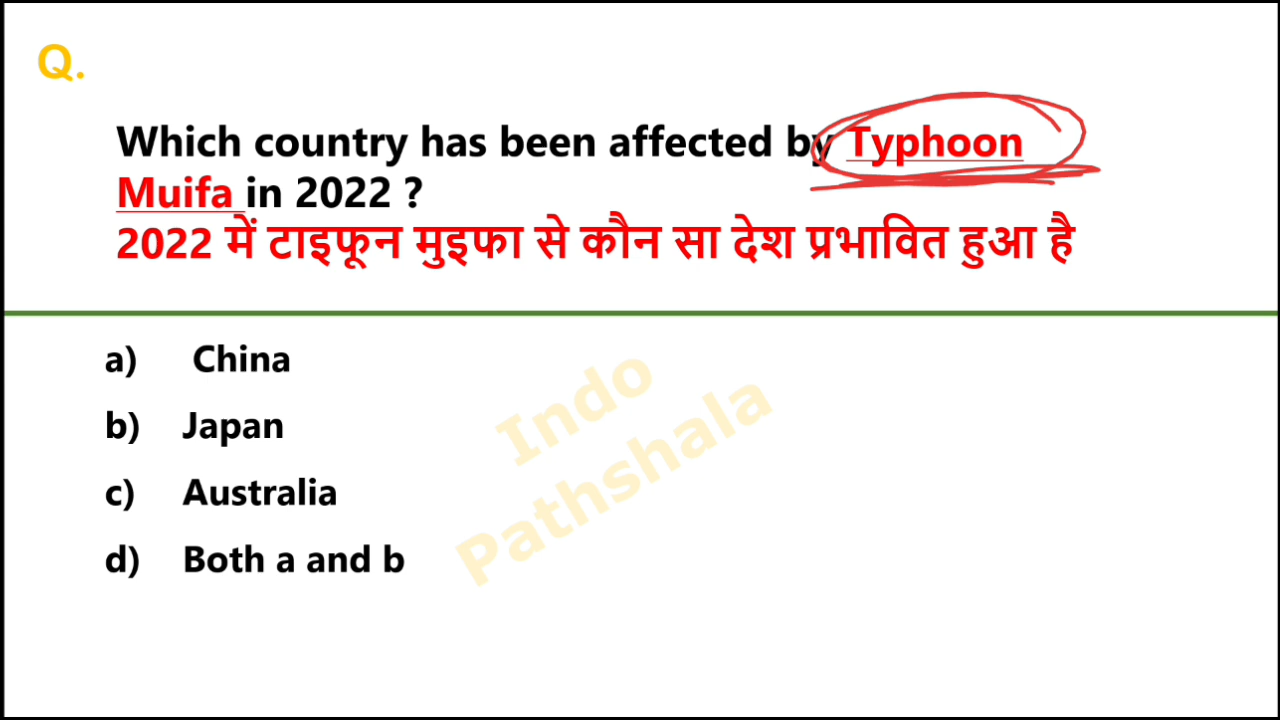 Q.
Which country has been affected by Typhoon
Muifa in 2022 ?
2022 में टाइफून मुइफा से कौन सा देश प्रभावित हुआ है
a) China
b) Japan
c) Australia
d) Both a and b
Indo
Pathshala